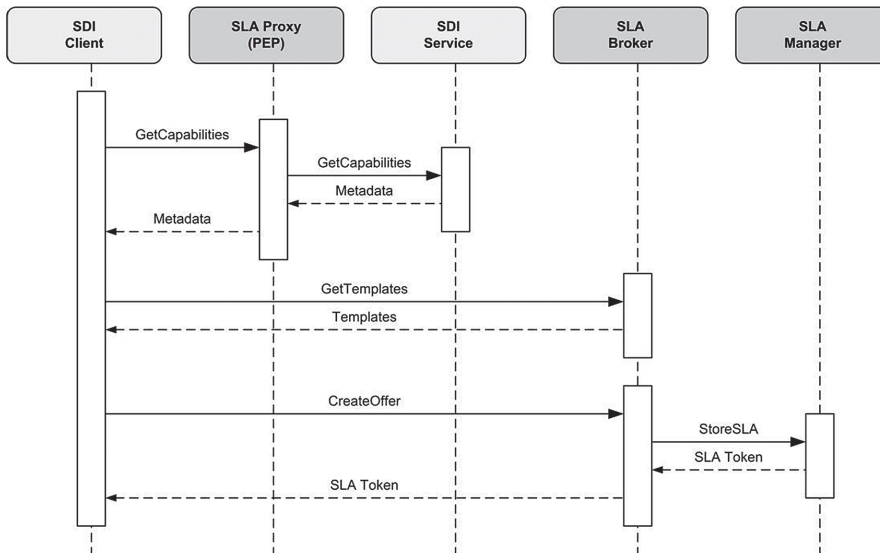 SDI
Client
SLA Proxy
(PEP)
SDI
Service
SLA
Broker
SLA
Manager
GetCapabilities
GetCapabilities
Metadata
Metadata
GetTemplates
Templates
CreateOffer
StoreSLA
SLA Token
SLA Token